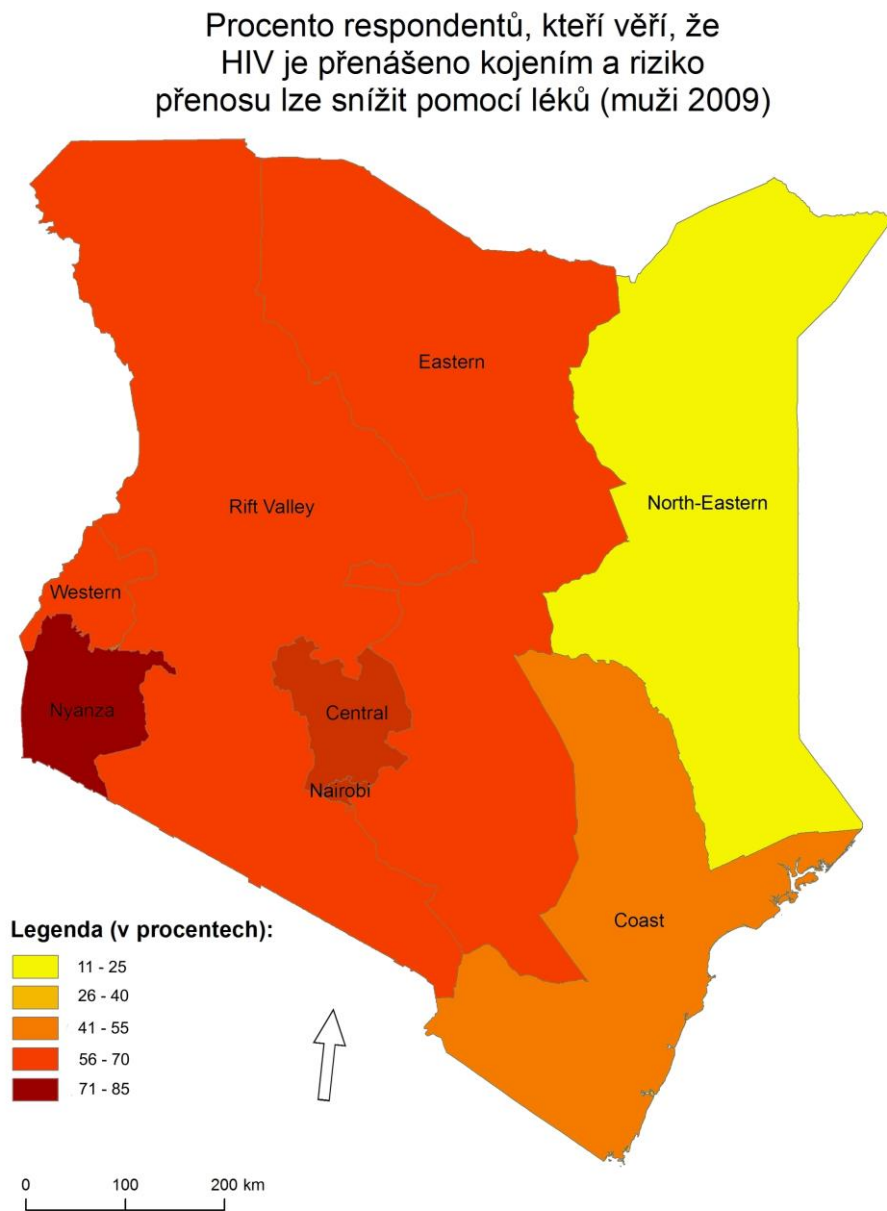 Procento respondentů, kteří věří, že
HIV je přenášeno kojením a riziko
přenosu lze snížit pomocí léků (muži 2009)
Eastern
North-Eastern
Rift Valley
Western
Nyanza
Central
Nairobi
Coast
Legenda (v procentech):
11 - 25
26 - 40
41 - 55
56 - 70
71 - 85
0 100 200 km